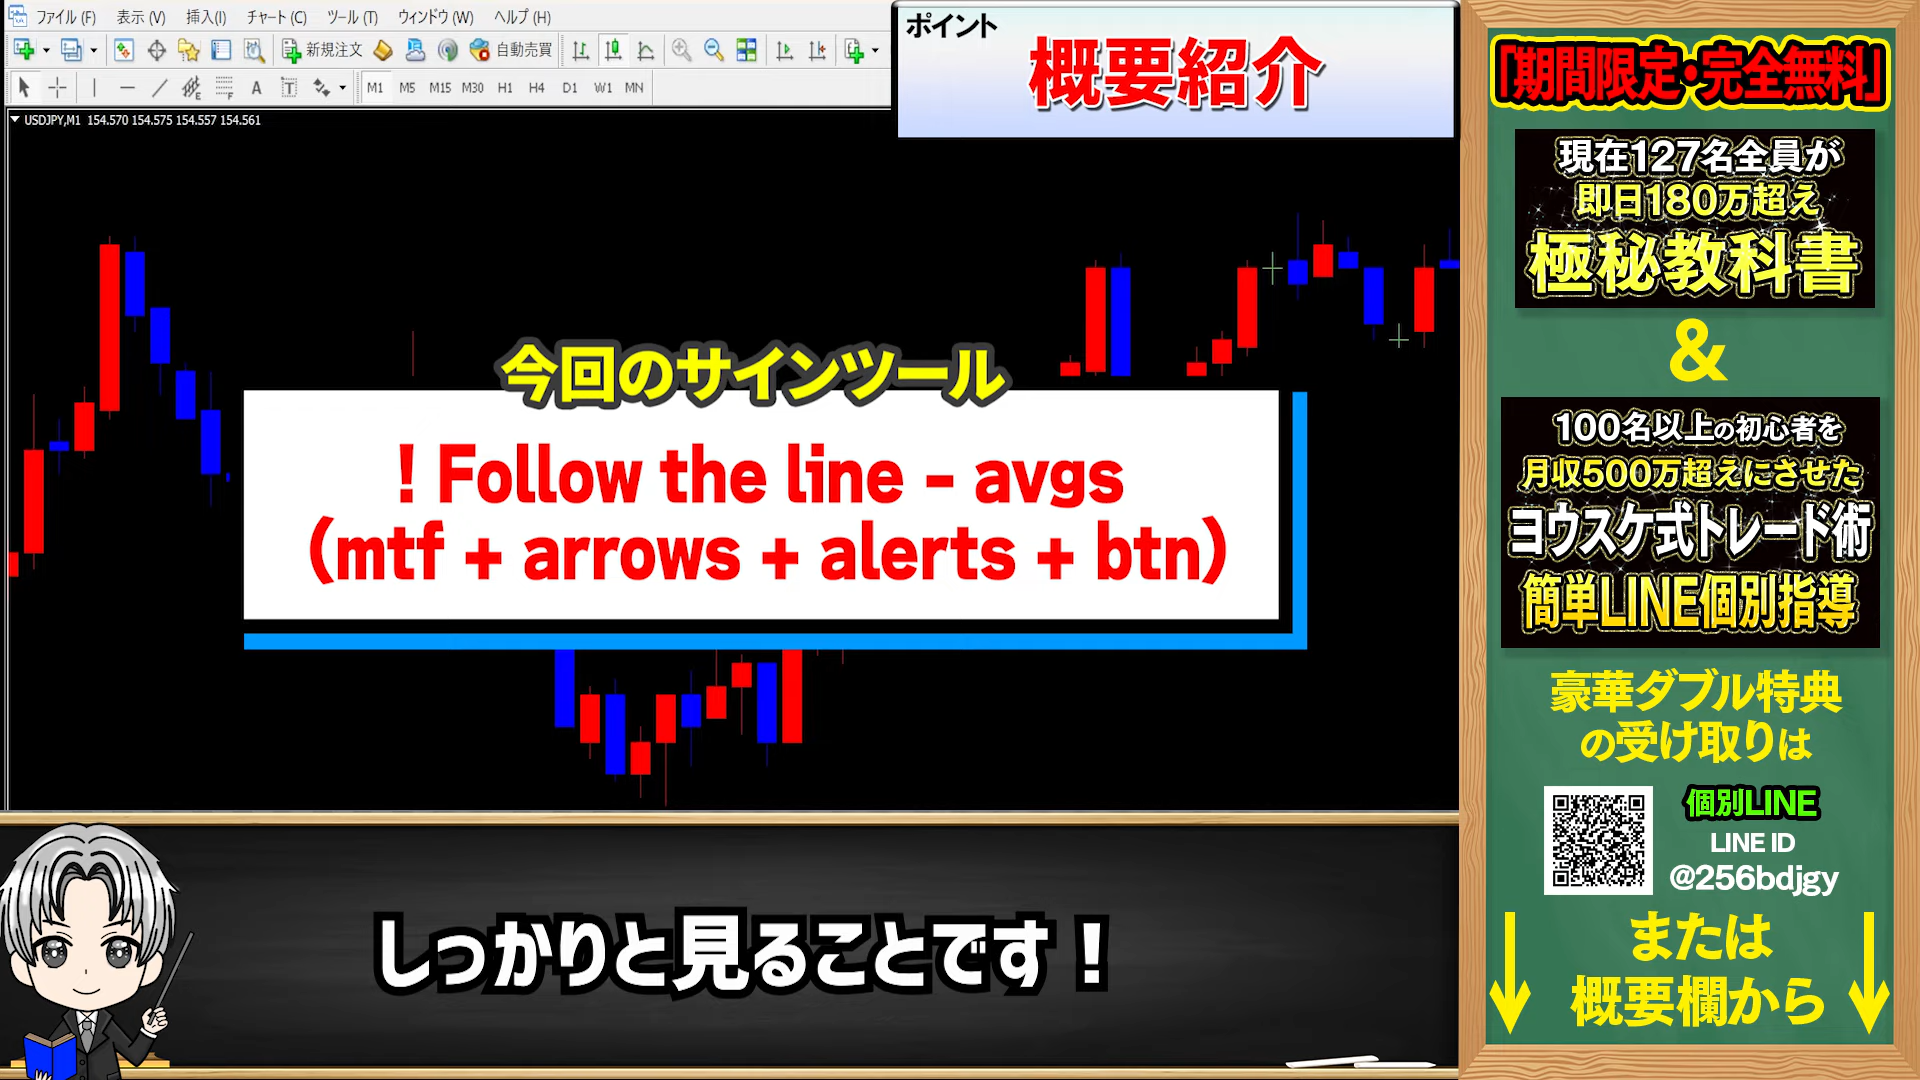 ファイル (F) 表示 (V) 挿入(I) チャート (C) ツール (T) ウィンドウ (W) ヘルプ (H)
新規注文 自動売買
M1 M5 M15 M30 H1 H4 D1 W1 MN
USDJPY,M1 154.570 154.575 154.557 154.561
ポイント
概要紹介
今回のサインツール
! Follow the line - avgs
(mtf + arrows + alerts + btn)
しっかりと見ることです！
「期間限定・完全無料」
現在127名全員が
即日180万超え
極秘教科書
&
100名以上の初心者を
月収500万超えにさせた
ヨウスケ式トレード術
簡単LINE個別指導
豪華ダブル特典
の受け取りは
個別LINE
LINE ID
@256bdjgy
または
概要欄から